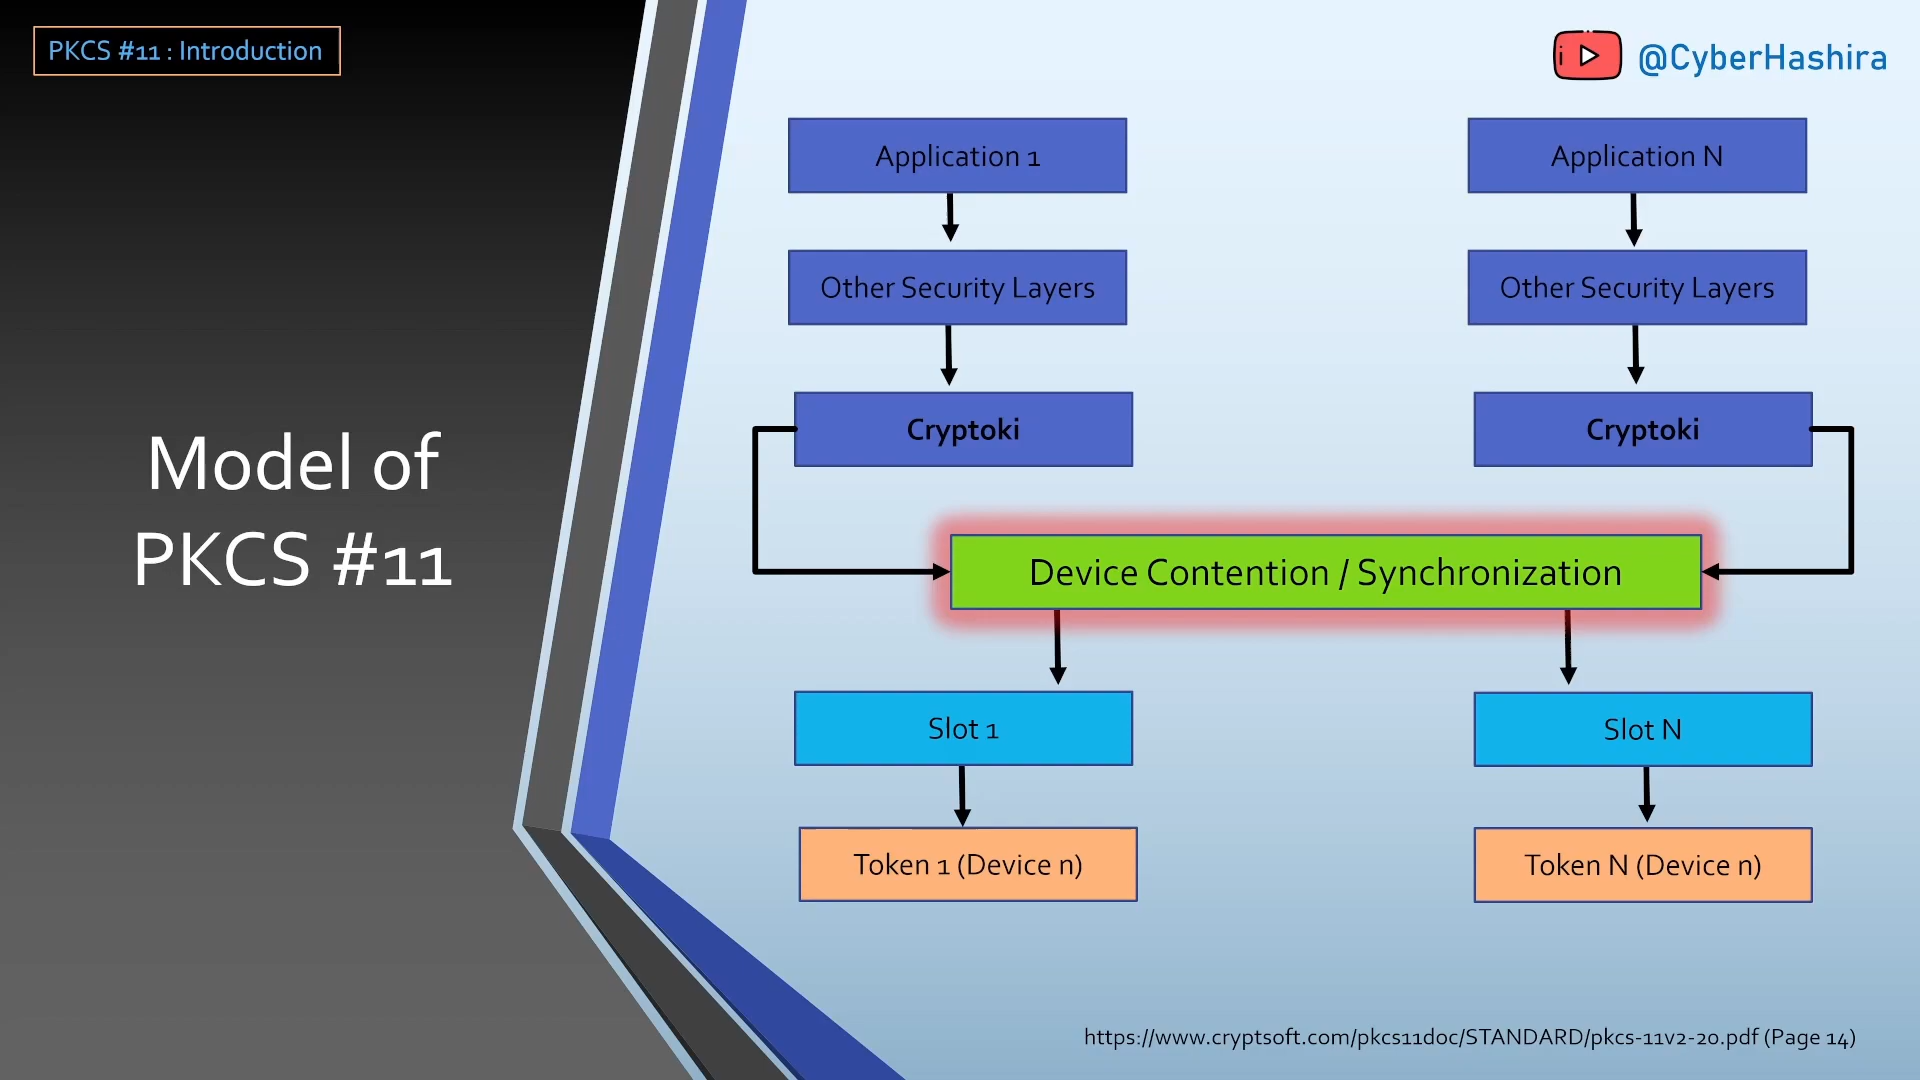 PKCS #11 : Introduction
@CyberHashira
Application 1
Application N
Other Security Layers
Other Security Layers
Cryptoki
Cryptoki
Model of
PKCS #11
Device Contention / Synchronization
Slot 1
Slot N
Token 1 (Device n)
Token N (Device n)
https://www.cryptsoft.com/pkcs11doc/STANDARD/pkcs-11v2-20.pdf (Page 14)